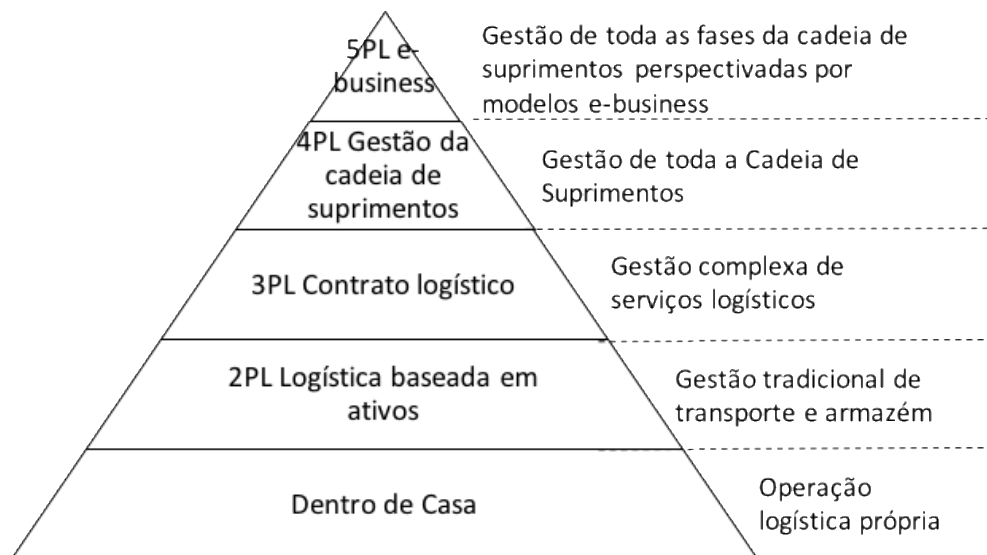 5PL e-
business
Gestão de toda as fases da cadeia de
suprimentos perspectivadas por
modelos e-business
4PL Gestão da
cadeia de
suprimentos
Gestão de toda a Cadeia de
Suprimentos
3PL Contrato logístico
Gestão complexa de
serviços logísticos
2PL Logística baseada em
ativos
Gestão tradicional de
transporte e armazém
Dentro de Casa
Operação
logística própria